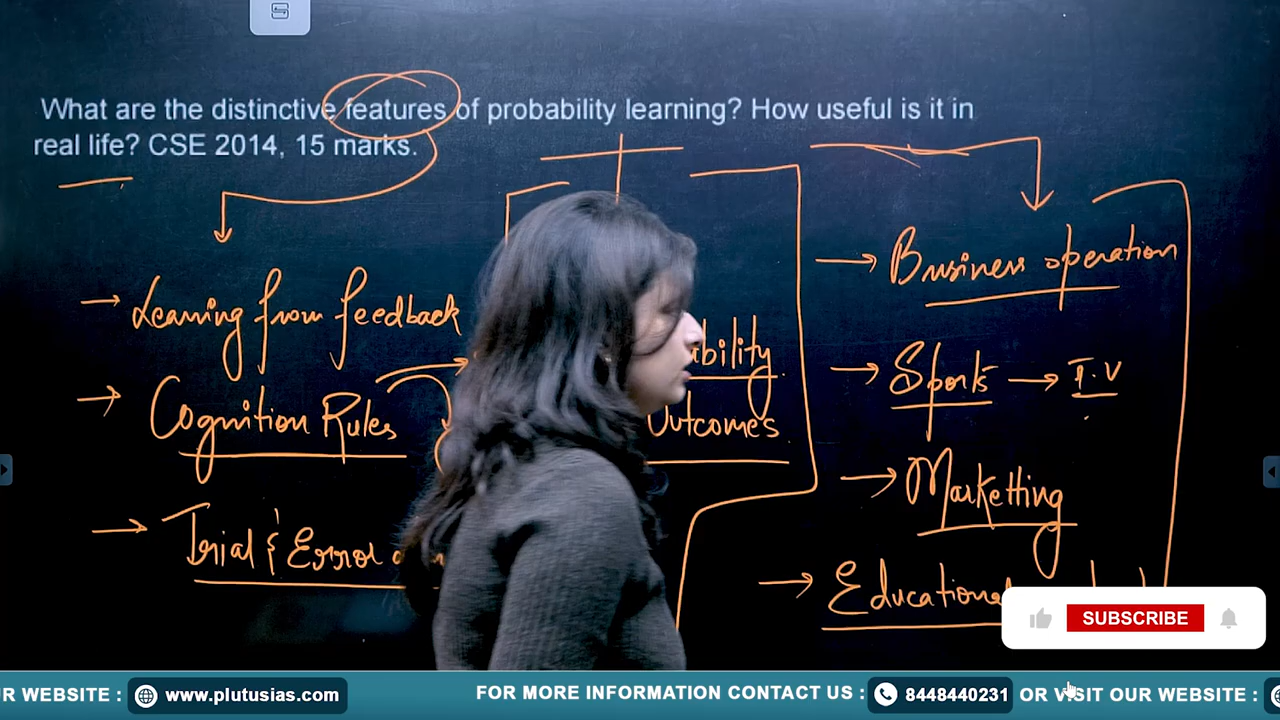 What are the distinctive features of probability learning? How useful is it in
real life? CSE 2014, 15 marks.
→ Learning from feedback
→ Cognition Rules
→ Trial & Error
Outcomes
→ Business operation
→ Sports → I.V
→ Marketting
→ Educational
SUBSCRIBE
WEBSITE : www.plutusias.com FOR MORE INFORMATION CONTACT US : 8448440231 OR VISIT OUR WEBSITE :